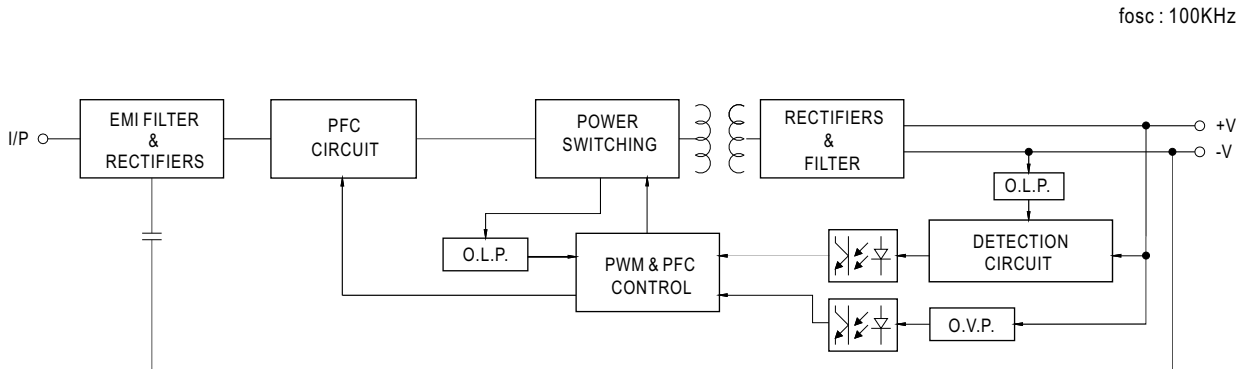 fosc : 100KHz
I/P
EMI FILTER
&
RECTIFIERS
PFC
CIRCUIT
POWER
SWITCHING
RECTIFIERS
&
FILTER
+V
-V
O.L.P.
O.L.P.
PWM & PFC
CONTROL
DETECTION
CIRCUIT
O.V.P.